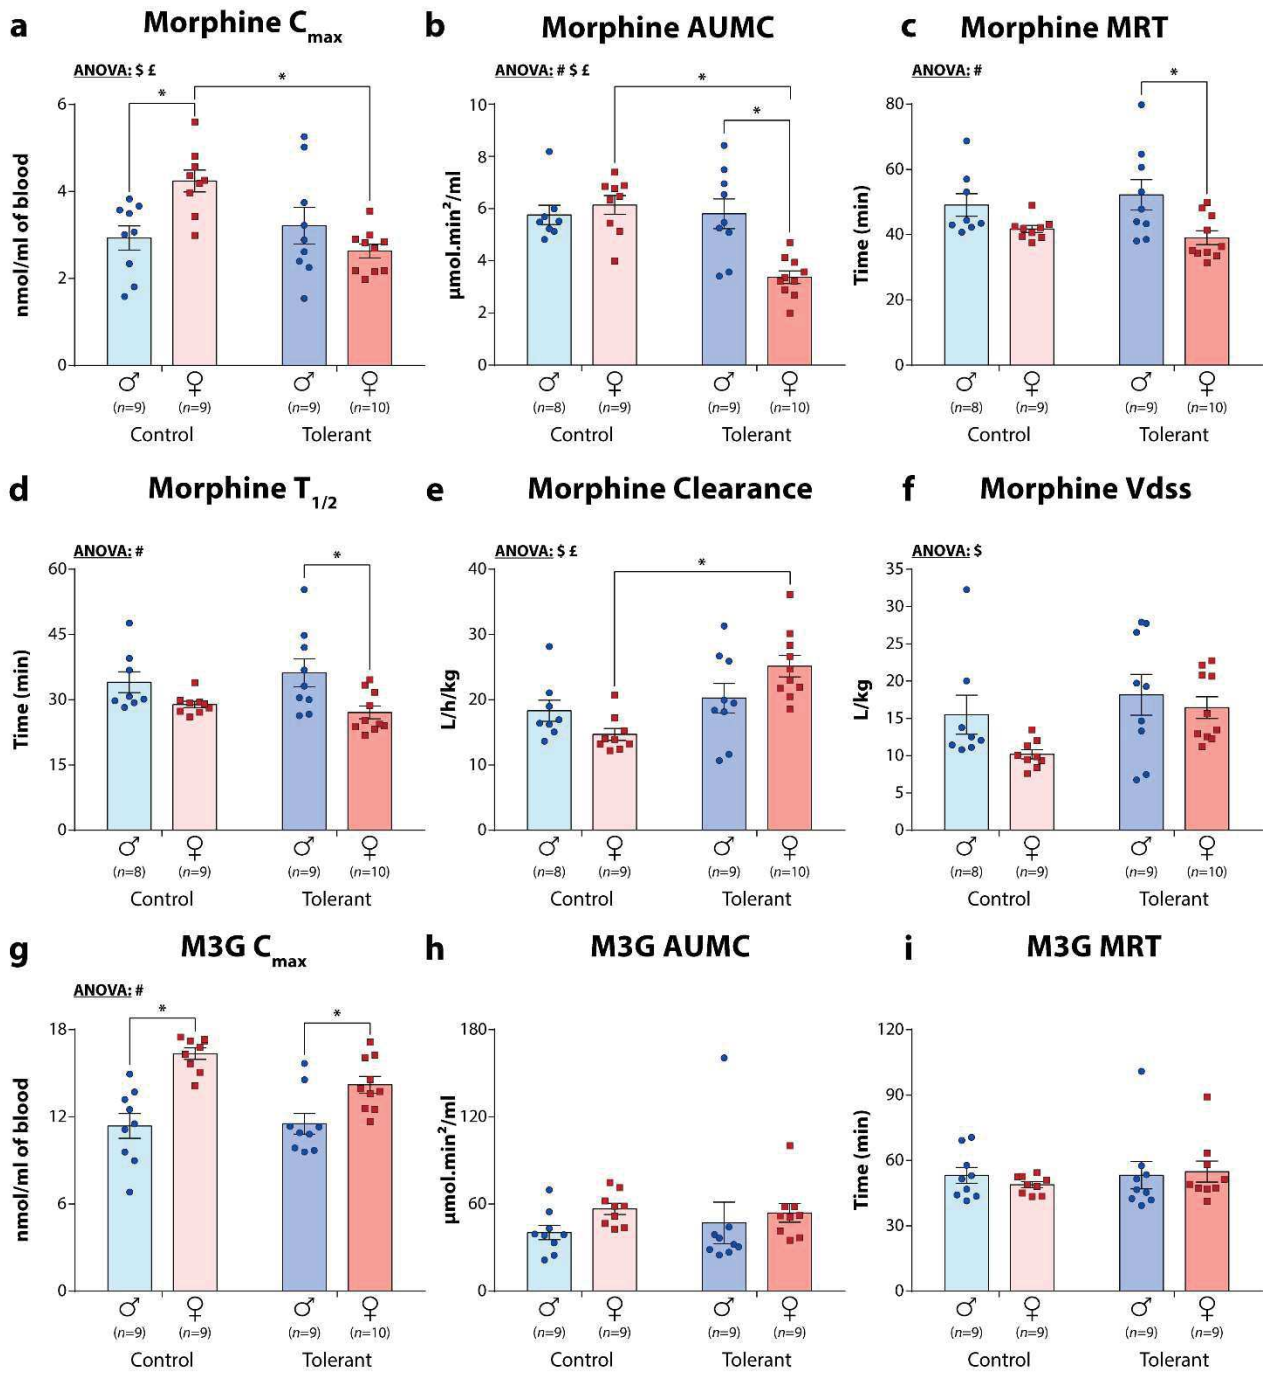 a Morphine Cmax
ANOVA: $ £
* *
nmol/ml of blood
6
4
2
0
♂ ♀ ♂ ♀
(n=9) (n=9) (n=9) (n=10)
Control Tolerant
b Morphine AUMC
ANOVA: # $ £
*
*
µmol.min²/ml
10
8
6
4
2
0
♂ ♀ ♂ ♀
(n=8) (n=9) (n=9) (n=10)
Control Tolerant
c Morphine MRT
ANOVA: #
*
Time (min)
80
60
40
20
0
♂ ♀ ♂ ♀
(n=8) (n=9) (n=9) (n=10)
Control Tolerant
d Morphine T1/2
ANOVA: #
*
Time (min)
60
45
30
15
0
♂ ♀ ♂ ♀
(n=8) (n=9) (n=9) (n=10)
Control Tolerant
e Morphine Clearance
ANOVA: $ £
*
L/h/kg
40
30
20
10
0
♂ ♀ ♂ ♀
(n=8) (n=9) (n=9) (n=10)
Control Tolerant
f Morphine Vdss
ANOVA: $
L/kg
35
30
25
20
15
10
5
0
♂ ♀ ♂ ♀
(n=8) (n=9) (n=9) (n=10)
Control Tolerant
g M3G Cmax
ANOVA: #
* *
nmol/ml of blood
18
12
6
0
♂ ♀ ♂ ♀
(n=9) (n=9) (n=9) (n=10)
Control Tolerant
h M3G AUMC
µmol.min²/ml
180
120
60
0
♂ ♀ ♂ ♀
(n=9) (n=9) (n=9) (n=9)
Control Tolerant
i M3G MRT
Time (min)
120
90
60
30
0
♂ ♀ ♂ ♀
(n=9) (n=9) (n=9) (n=9)
Control Tolerant